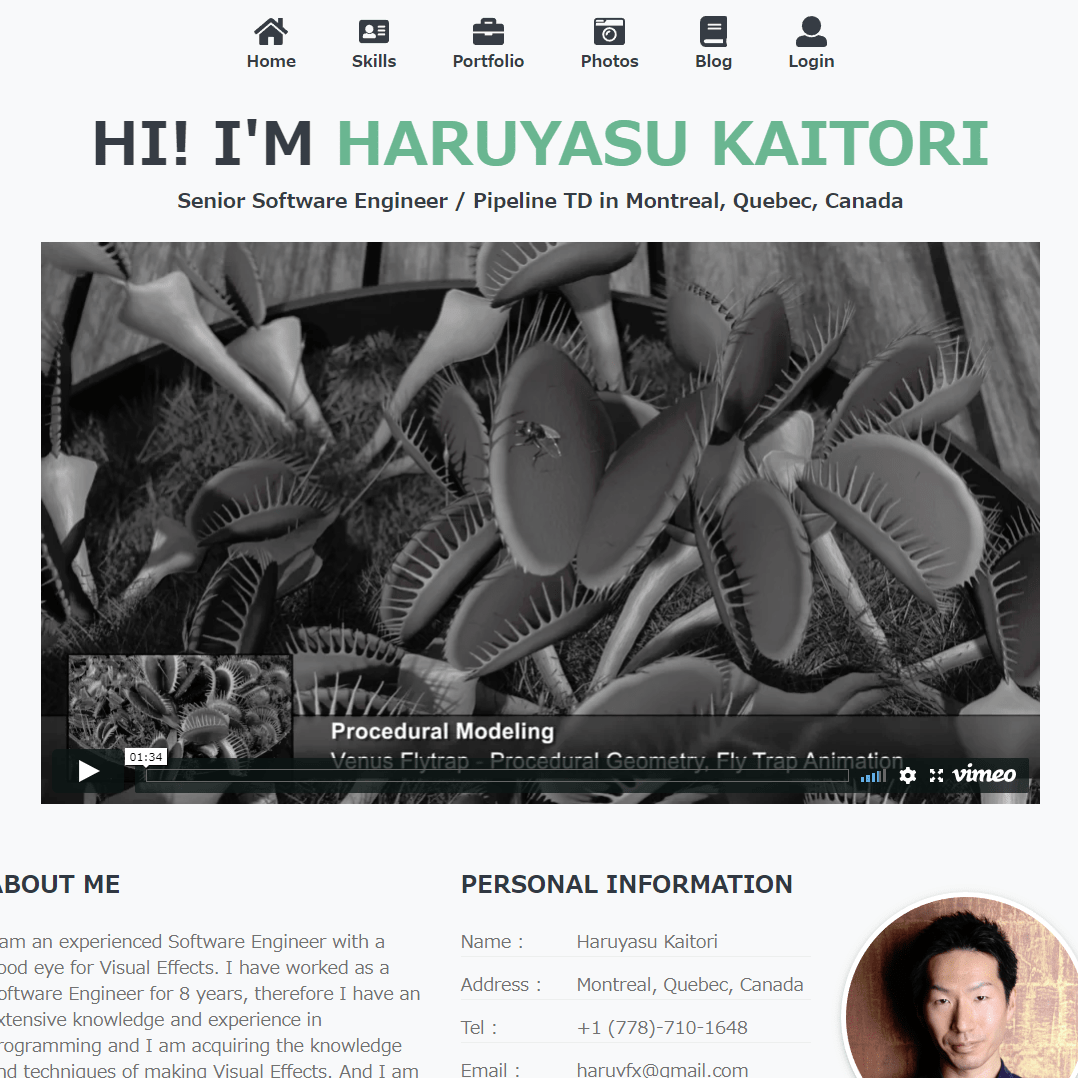 Home Skills Portfolio Photos Blog Login
HI! I'M HARUYASU KAITORI
Senior Software Engineer / Pipeline TD in Montreal, Quebec, Canada
Procedural Modeling
Venus Flytrap - Procedural Geometry, Fly Trap Animation
01:34
vimeo
ABOUT ME
am an experienced Software Engineer with a
ood eye for Visual Effects. I have worked as a
oftware Engineer for 8 years, therefore I have an
xtensive knowledge and experience in
rogramming and I am acquiring the knowledge
nd techniques of making Visual Effects. And I am
PERSONAL INFORMATION
Name : Haruyasu Kaitori
Address : Montreal, Quebec, Canada
Tel : +1 (778)-710-1648
Email : haruvfx@gmail.com